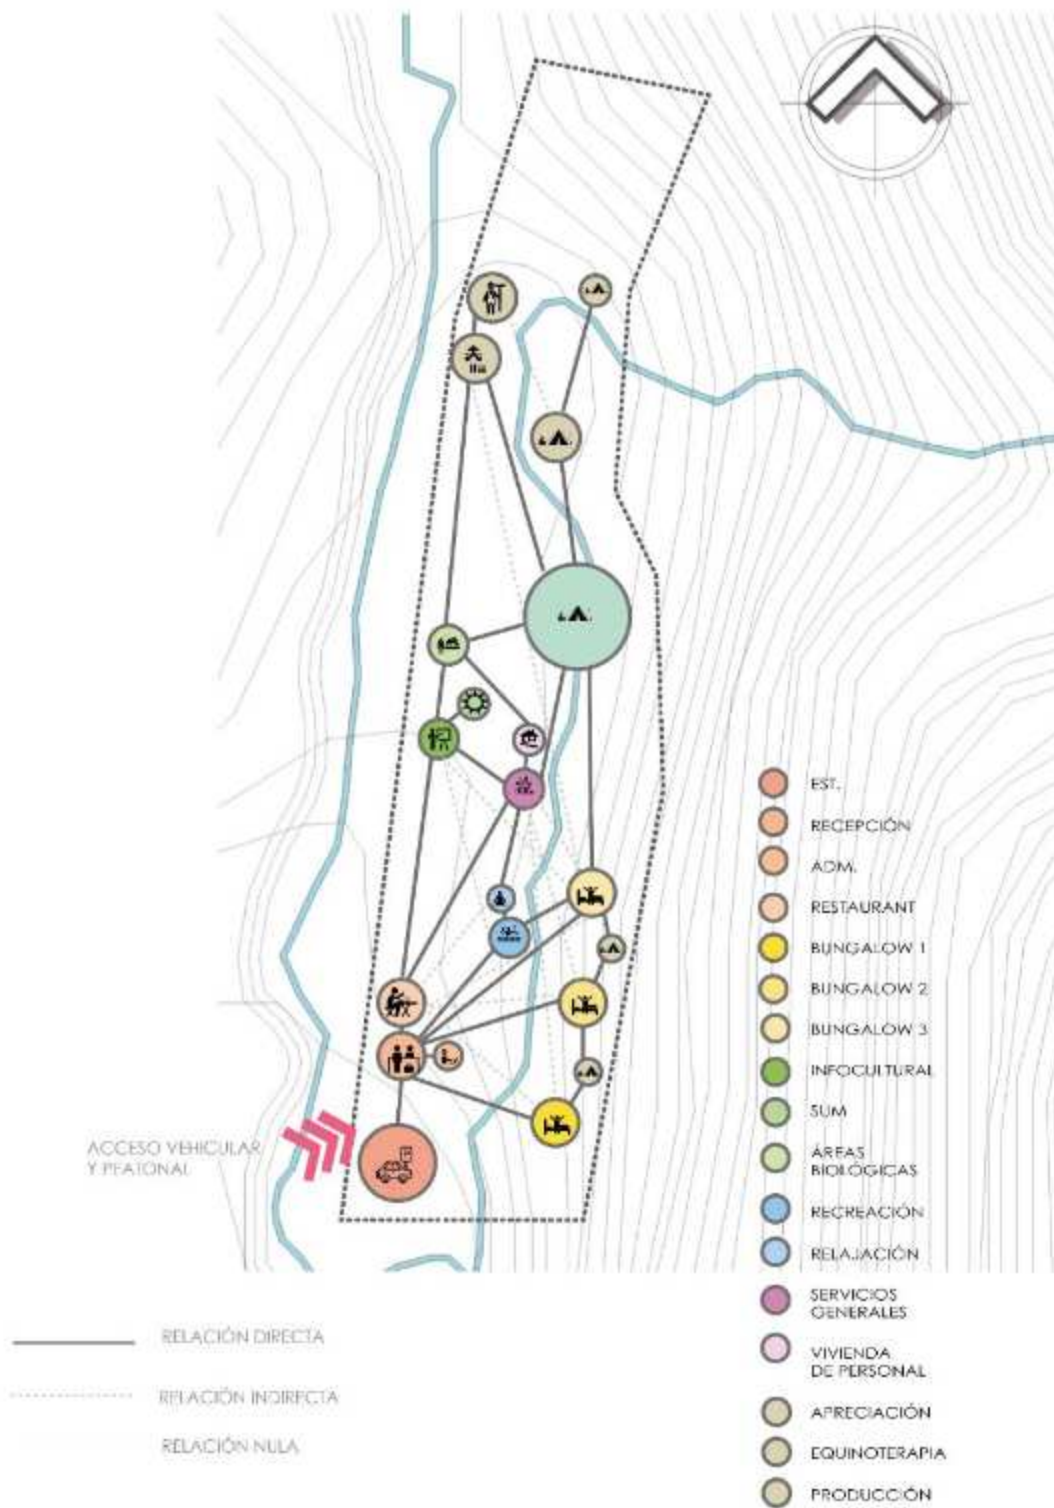 EST.
RECEPCIÓN
ADM.
RESTAURANT
BUNGALOW 1
BUNGALOW 2
BUNGALOW 3
INFOCULTURAL
SUM
ÁREAS
BIOLÓGICAS
RECREACIÓN
RELAJACIÓN
SERVICIOS
GENERALES
VIVIENDA
DE PERSONAL
APRECIACIÓN
EQUINOTERAPIA
PRODUCCIÓN
ACCESO VEHICULAR
Y PEATONAL
RELACIÓN DIRECTA
RELACIÓN INDIRECTA
RELACIÓN NULA